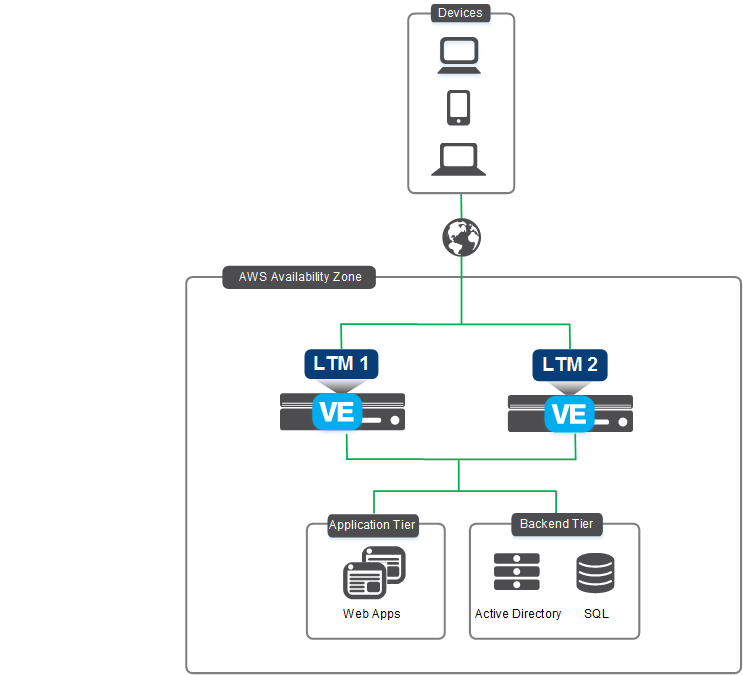 Devices
AWS Availability Zone
LTM 1
LTM 2
VE
VE
Application Tier
Backend Tier
Web Apps
Active Directory
SQL